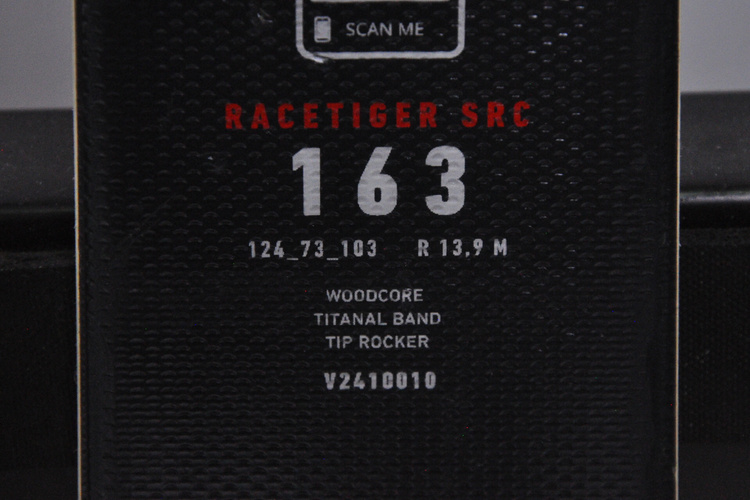 SCAN ME
RACETIGER SRC
163
124_73_103 R 13,9 M
WOODCORE
TITANAL BAND
TIP ROCKER
V2410010